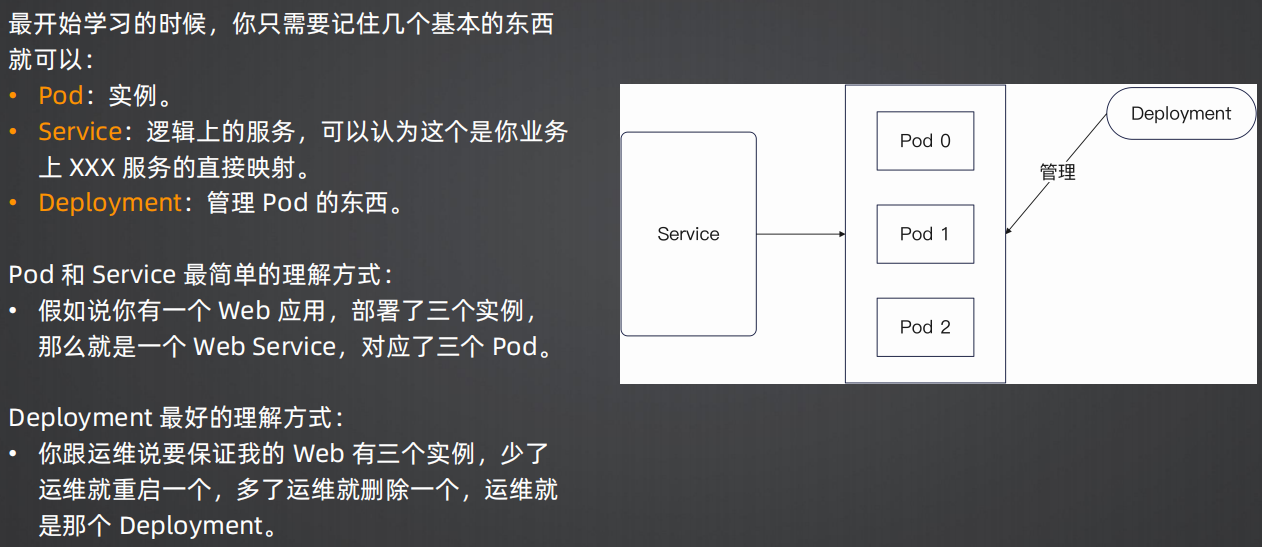 最开始学习的时候，你只需要记住几个基本的东西
就可以：
• Pod：实例。
• Service：逻辑上的服务，可以认为这个是你业务
上 XXX 服务的直接映射。
• Deployment：管理 Pod 的东西。
Pod 和 Service 最简单的理解方式：
• 假如说你有一个 Web 应用，部署了三个实例，
那么就是一个 Web Service，对应了三个 Pod。
Deployment 最好的理解方式：
• 你跟运维说要保证我的 Web 有三个实例，少了
运维就重启一个，多了运维就删除一个，运维就
是那个 Deployment。
Service
Pod 0
Pod 1
Pod 2
Deployment
管理